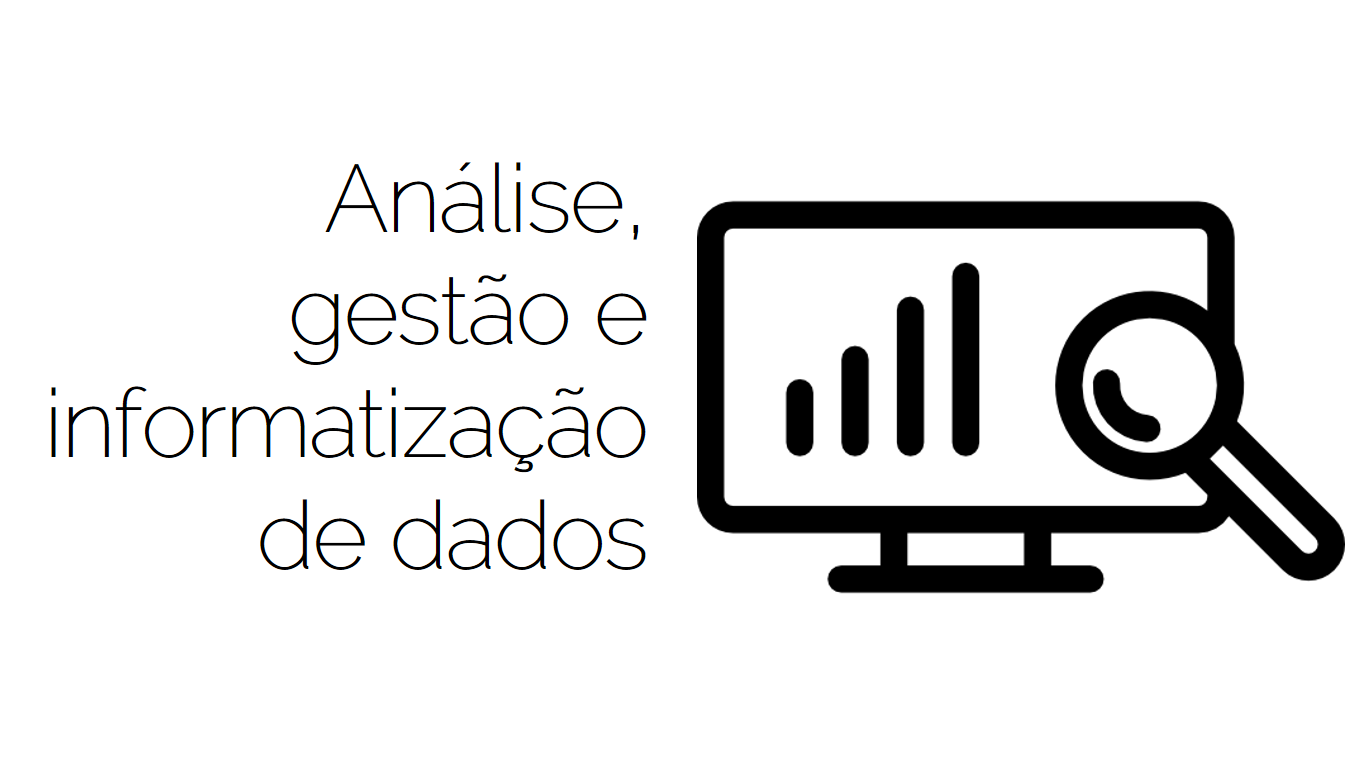 Análise,
gestão e
informatização
de dados